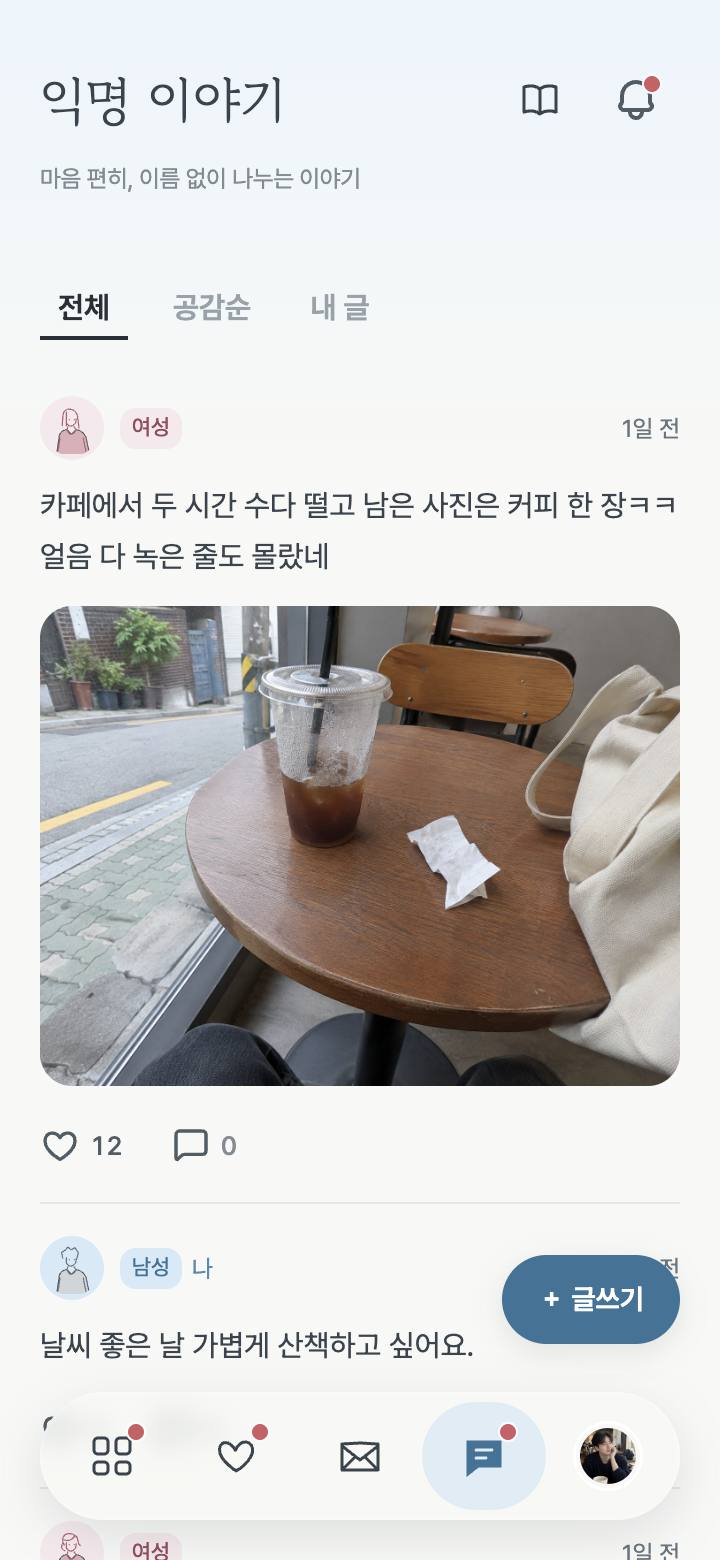 익명 이야기
마음 편히, 이름 없이 나누는 이야기
전체 공감순 내 글
여성 1일 전
카페에서 두 시간 수다 떨고 남은 사진은 커피 한 장ㅋㅋ
얼음 다 녹은 줄도 몰랐네
12 0
남성 나 전
+ 글쓰기
날씨 좋은 날 가볍게 산책하고 싶어요.
여성 1일 전